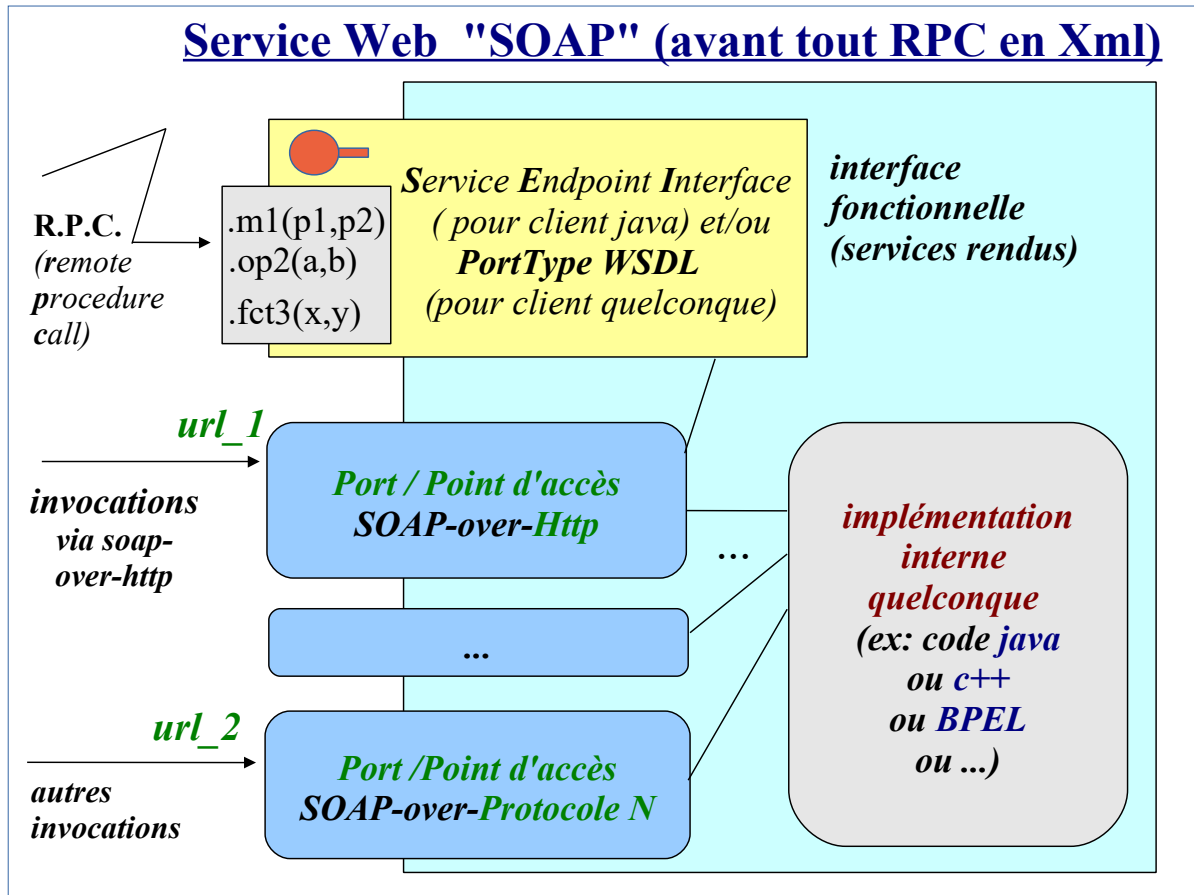 Service Web "SOAP" (avant tout RPC en Xml)
R.P.C.
(remote
procedure
call)
.m1(p1,p2)
.op2(a,b)
.fct3(x,y)
Service Endpoint Interface
( pour client java) et/ou
PortType WSDL
(pour client quelconque)
interface
fonctionnelle
(services rendus)
url_1
invocations
via soap-
over-http
Port / Point d'accès
SOAP-over-Http
...
...
url_2
autres
invocations
Port /Point d'accès
SOAP-over-Protocole N
implémentation
interne
quelconque
(ex: code java
ou c++
ou BPEL
ou ...)